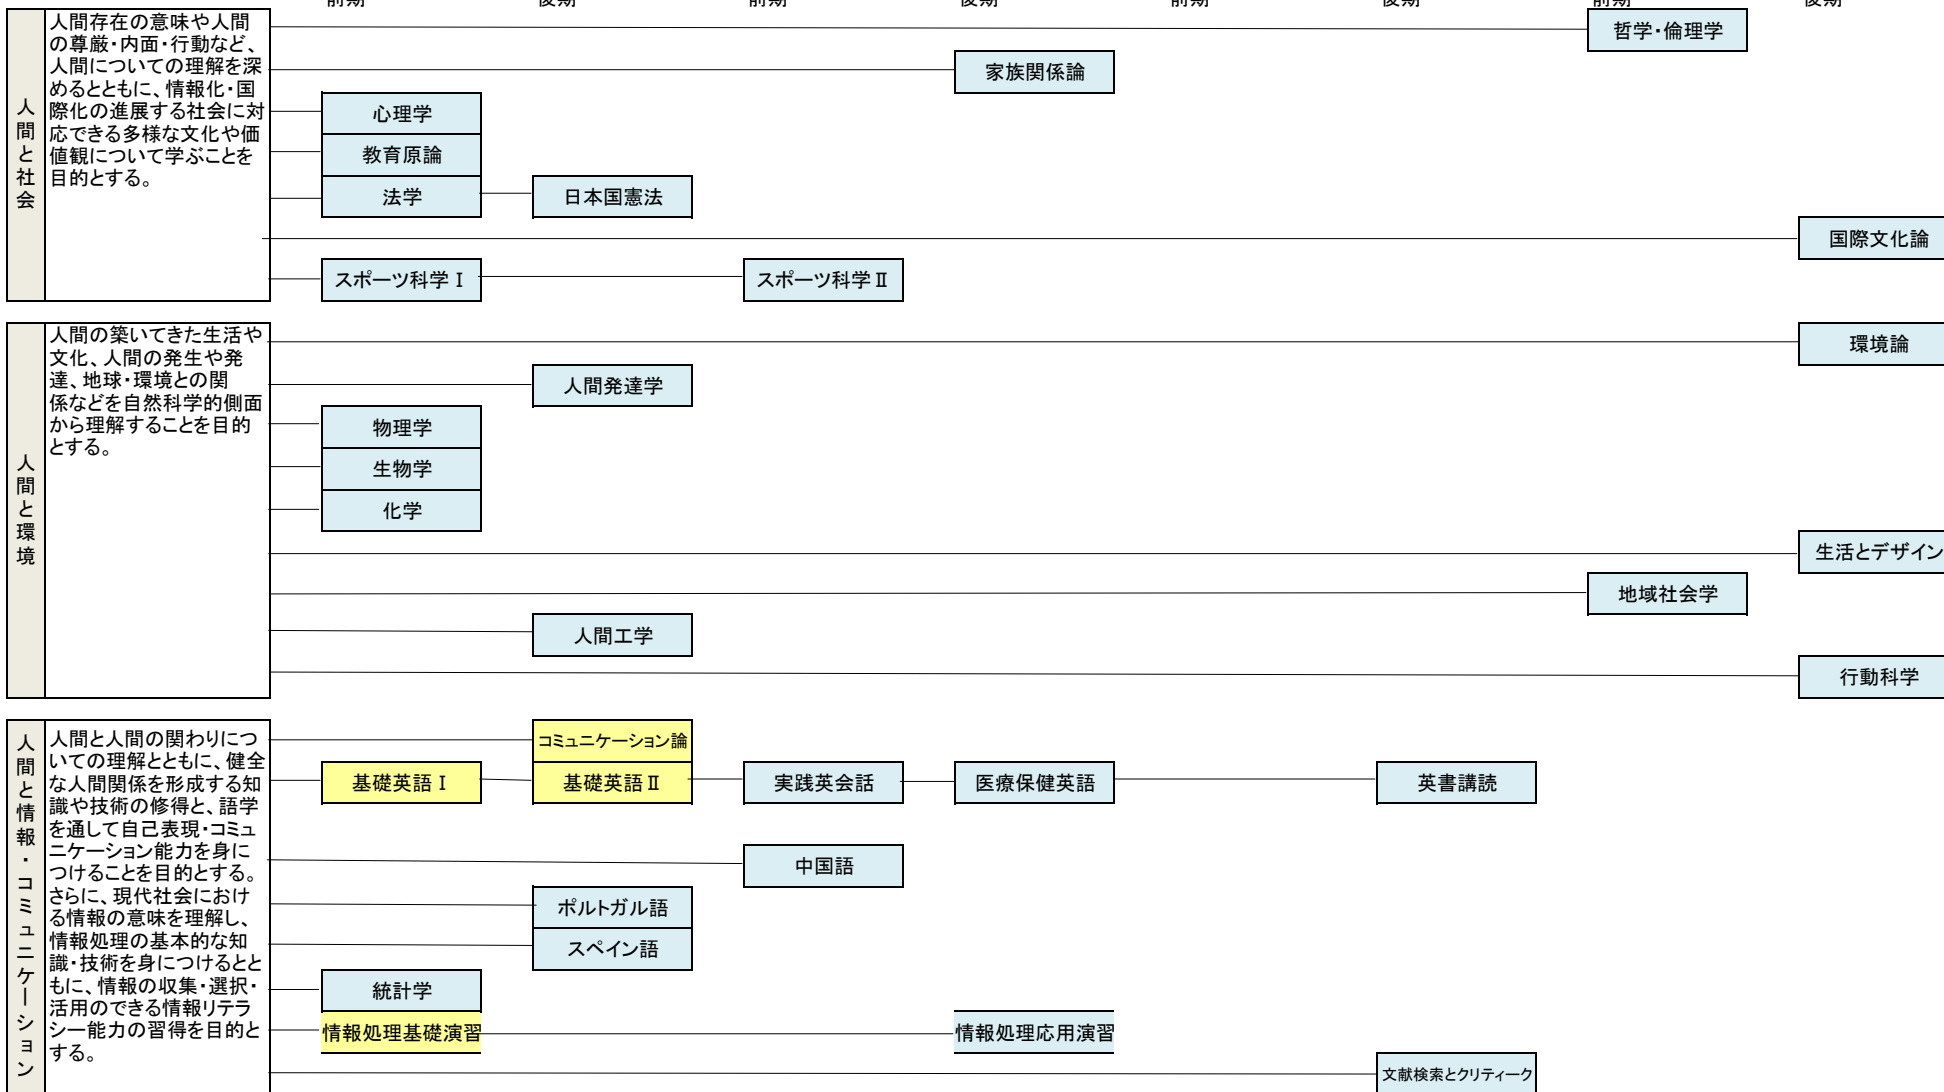 前期 後期 前期 後期 前期 後期 前期 後期
人間と社会
人間存在の意味や人間
の尊厳・内面・行動など、
人間についての理解を深
めるとともに、情報化・国
際化の進展する社会に対
応できる多様な文化や価
値観について学ぶことを
目的とする。
哲学・倫理学
家族関係論
心理学
教育原論
法学 日本国憲法
国際文化論
スポーツ科学Ⅰ スポーツ科学Ⅱ
人間と環境
人間の築いてきた生活や
文化、人間の発生や発
達、地球・環境との関
係などを自然科学的側面
から理解することを目的
とする。
環境論
人間発達学
物理学
生物学
化学
生活とデザイン
地域社会学
人間工学
行動科学
人間と情報・コミュニケーション
人間と人間の関わりにつ
いての理解とともに、健全
な人間関係を形成する知
識や技術の修得と、語学
を通して自己表現・コミュ
ニケーション能力を身に
つけることを目的とする。
さらに、現代社会におけ
る情報の意味を理解し、
情報処理の基本的な知
識・技術を身につけるとと
もに、情報の収集・選択・
活用のできる情報リテラ
シー能力の習得を目的と
する。
コミュニケーション論
基礎英語Ⅰ 基礎英語Ⅱ 実践英会話 医療保健英語 英書講読
中国語
ポルトガル語
スペイン語
統計学
情報処理基礎演習 情報処理応用演習
文献検索とクリティーク